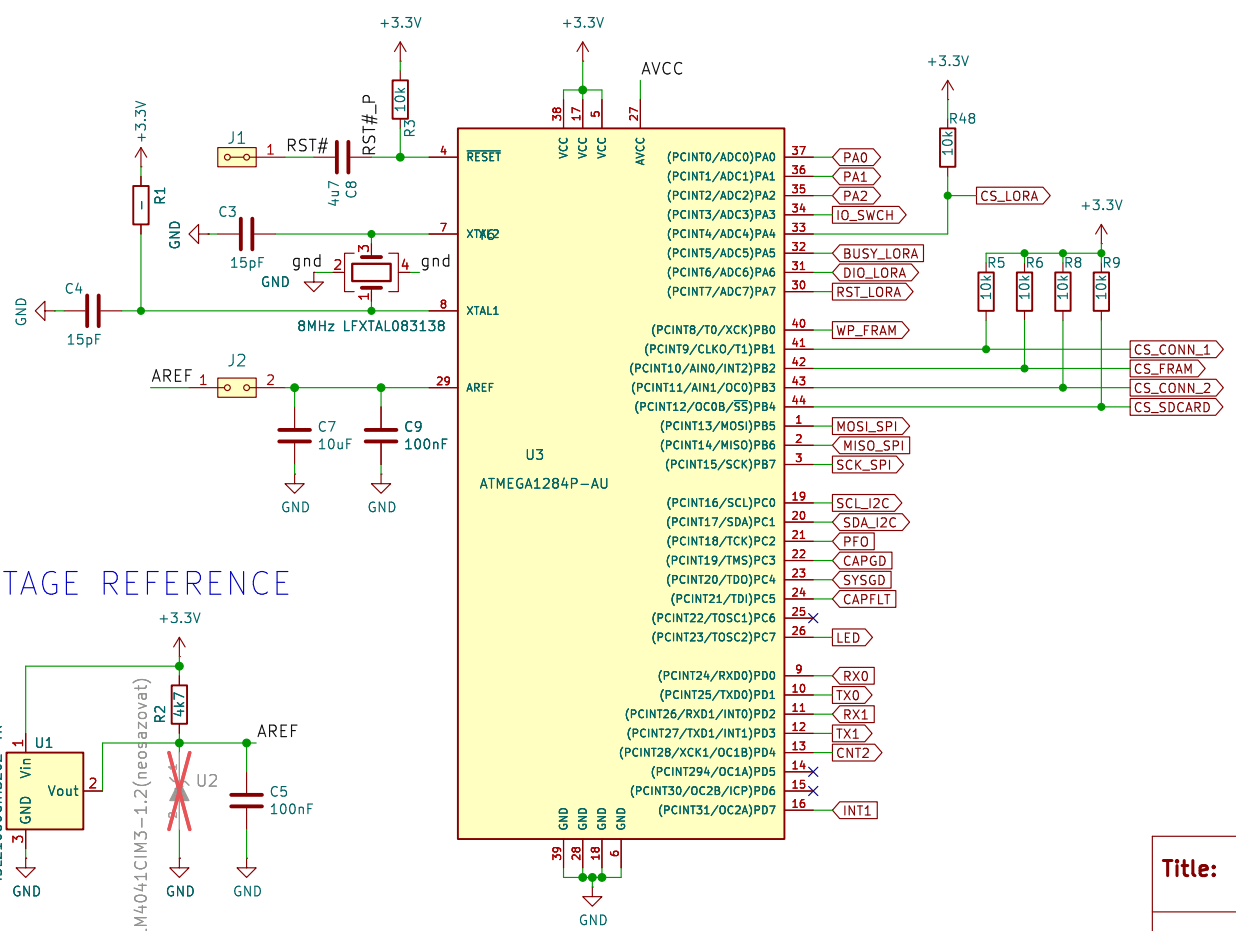 +3.3V
+3.3V
+3.3V
AVCC
+3.3V
10k
R3
RST#_P
J1
1
RST#
4u7
C8
4
RESET
38
17
5
27
VCC
VCC
VCC
AVCC
+3.3V
R1
-
GND
C3
15pF
7
XTAL2
3
gnd
2
4
gnd
GND
1
GND
C4
15pF
8
XTAL1
8MHz LFXTAL083138
AREF
1
J2
2
29
AREF
C7
10uF
C9
100nF
GND
GND
U3
ATMEGA1284P-AU
(PCINT0/ADC0)PA0 37 PA0
(PCINT1/ADC1)PA1 36 PA1
(PCINT2/ADC2)PA2 35 PA2
(PCINT3/ADC3)PA3 34 IO_SWCH
(PCINT4/ADC4)PA4 33
(PCINT5/ADC5)PA5 32 BUSY_LORA
(PCINT6/ADC6)PA6 31 DIO_LORA
(PCINT7/ADC7)PA7 30 RST_LORA
(PCINT8/T0/XCK)PB0 40 WP_FRAM
(PCINT9/CLKO/T1)PB1 41 CS_CONN_1
(PCINT10/AIN0/INT2)PB2 42 CS_FRAM
(PCINT11/AIN1/OC0)PB3 43 CS_CONN_2
(PCINT12/OC0B/SS)PB4 44 CS_SDCARD
(PCINT13/MOSI)PB5 1 MOSI_SPI
(PCINT14/MISO)PB6 2 MISO_SPI
(PCINT15/SCK)PB7 3 SCK_SPI
(PCINT16/SCL)PC0 19 SCL_I2C
(PCINT17/SDA)PC1 20 SDA_I2C
(PCINT18/TCK)PC2 21 PFO
(PCINT19/TMS)PC3 22 CAPGD
(PCINT20/TDO)PC4 23 SYSGD
(PCINT21/TDI)PC5 24 CAPFLT
(PCINT22/TOSC1)PC6 25
(PCINT23/TOSC2)PC7 26 LED
(PCINT24/RXD0)PD0 9 RX0
(PCINT25/TXD0)PD1 10 TX0
(PCINT26/RXD1/INT0)PD2 11 RX1
(PCINT27/TXD1/INT1)PD3 12 TX1
(PCINT28/XCK1/OC1B)PD4 13 CNT2
(PCINT294/OC1A)PD5 14
(PCINT30/OC2B/ICP)PD6 15
(PCINT31/OC2A)PD7 16 INT1
GND
GND
GND
GND
39
28
18
6
GND
R48
10k
CS_LORA
+3.3V
R5
R6
R8
R9
10k
10k
10k
10k
TAGE REFERENCE
+3.3V
R2
4k7
AREF
U1
1
Vin
Vout
2
GND
3
GND
LM4041CIM3-1.2(neosazovat)
U2
GND
C5
100nF
GND
Title: